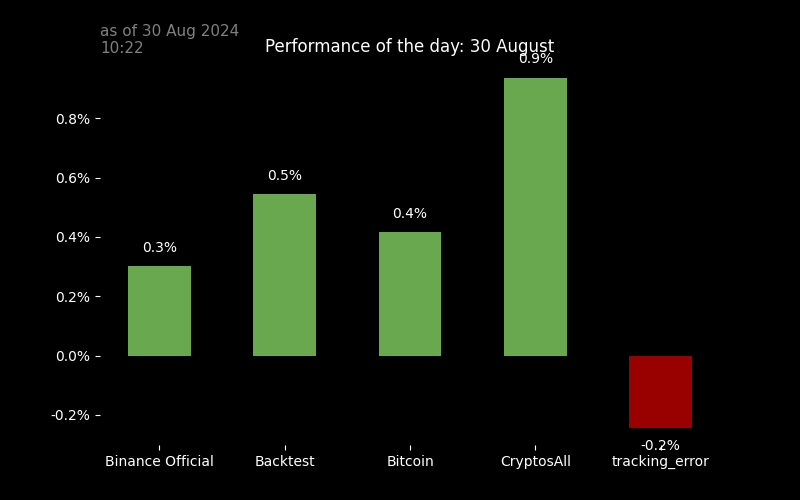 as of 30 Aug 2024
10:22
Performance of the day: 30 August
0.9%
0.8%
0.6%
0.5%
0.4%
0.4%
0.3%
0.2%
0.0%
-0.2%
-0.2%
Binance Official
Backtest
Bitcoin
CryptosAll
tracking_error